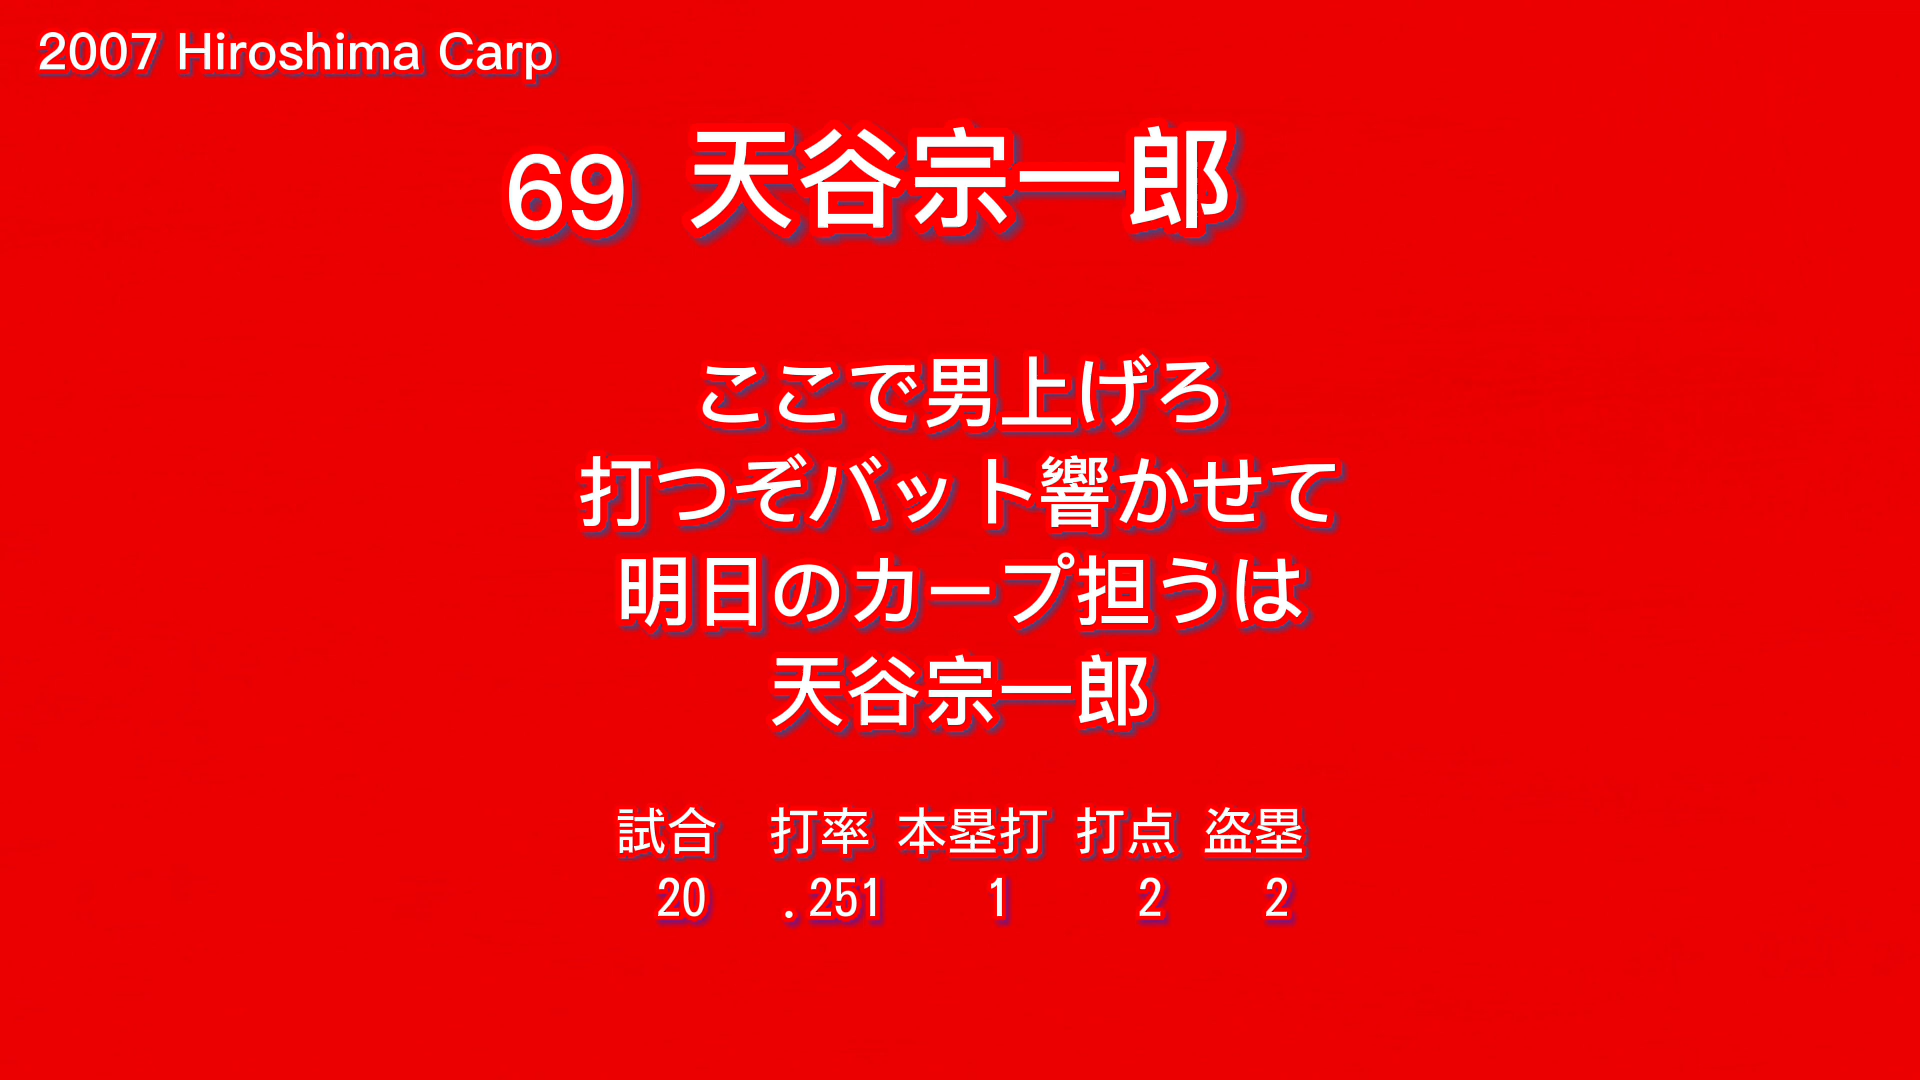 2007 Hiroshima Carp
69 天谷宗一郎
ここで男上げろ
打つぞバット響かせて
明日のカープ担うは
天谷宗一郎
試合 打率 本塁打 打点 盗塁
20 .251 1 2 2